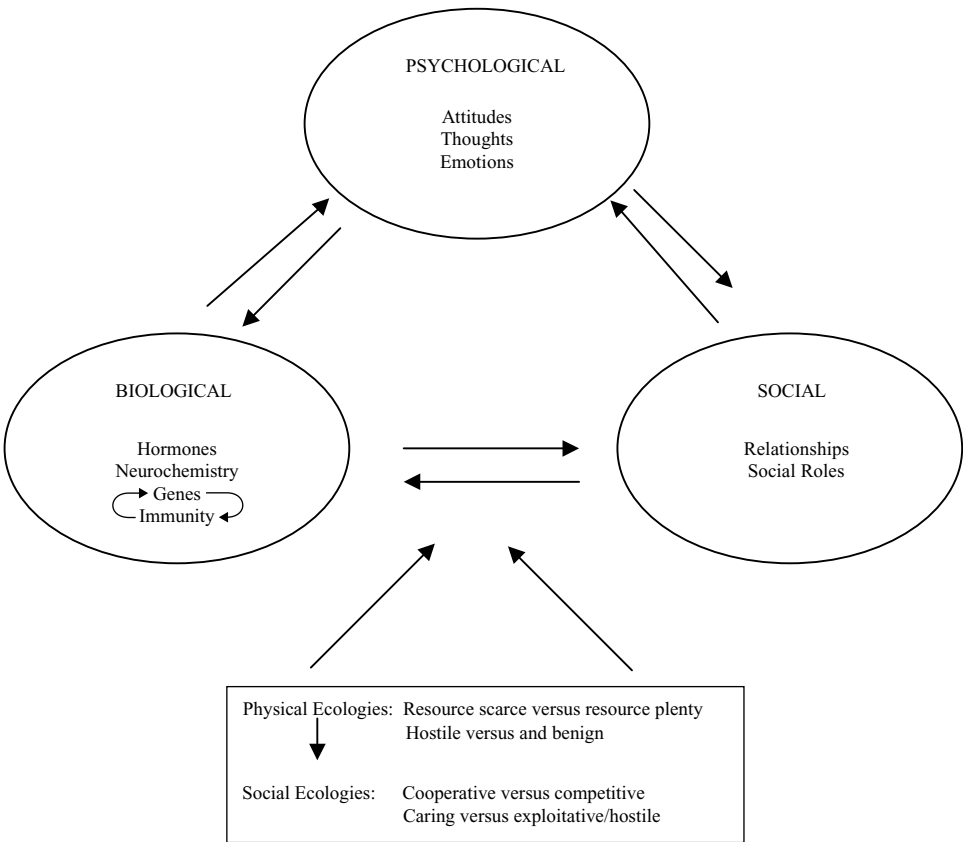 PSYCHOLOGICAL
Attitudes
Thoughts
Emotions
BIOLOGICAL
Hormones
Neurochemistry
Genes
Immunity
SOCIAL
Relationships
Social Roles
Physical Ecologies: Resource scarce versus resource plenty
Hostile versus and benign
Social Ecologies: Cooperative versus competitive
Caring versus exploitative/hostile